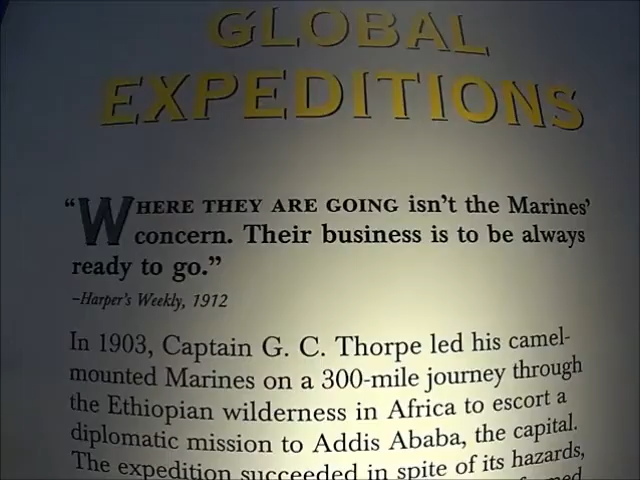 GLOBAL
EXPEDITIONS
“WHERE THEY ARE GOING isn’t the Marines’
concern. Their business is to be always
ready to go.”
–Harper’s Weekly, 1912
In 1903, Captain G. C. Thorpe led his camel-
mounted Marines on a 300-mile journey through
the Ethiopian wilderness in Africa to escort a
diplomatic mission to Addis Ababa, the capital.
The expedition succeeded in spite of its hazards,